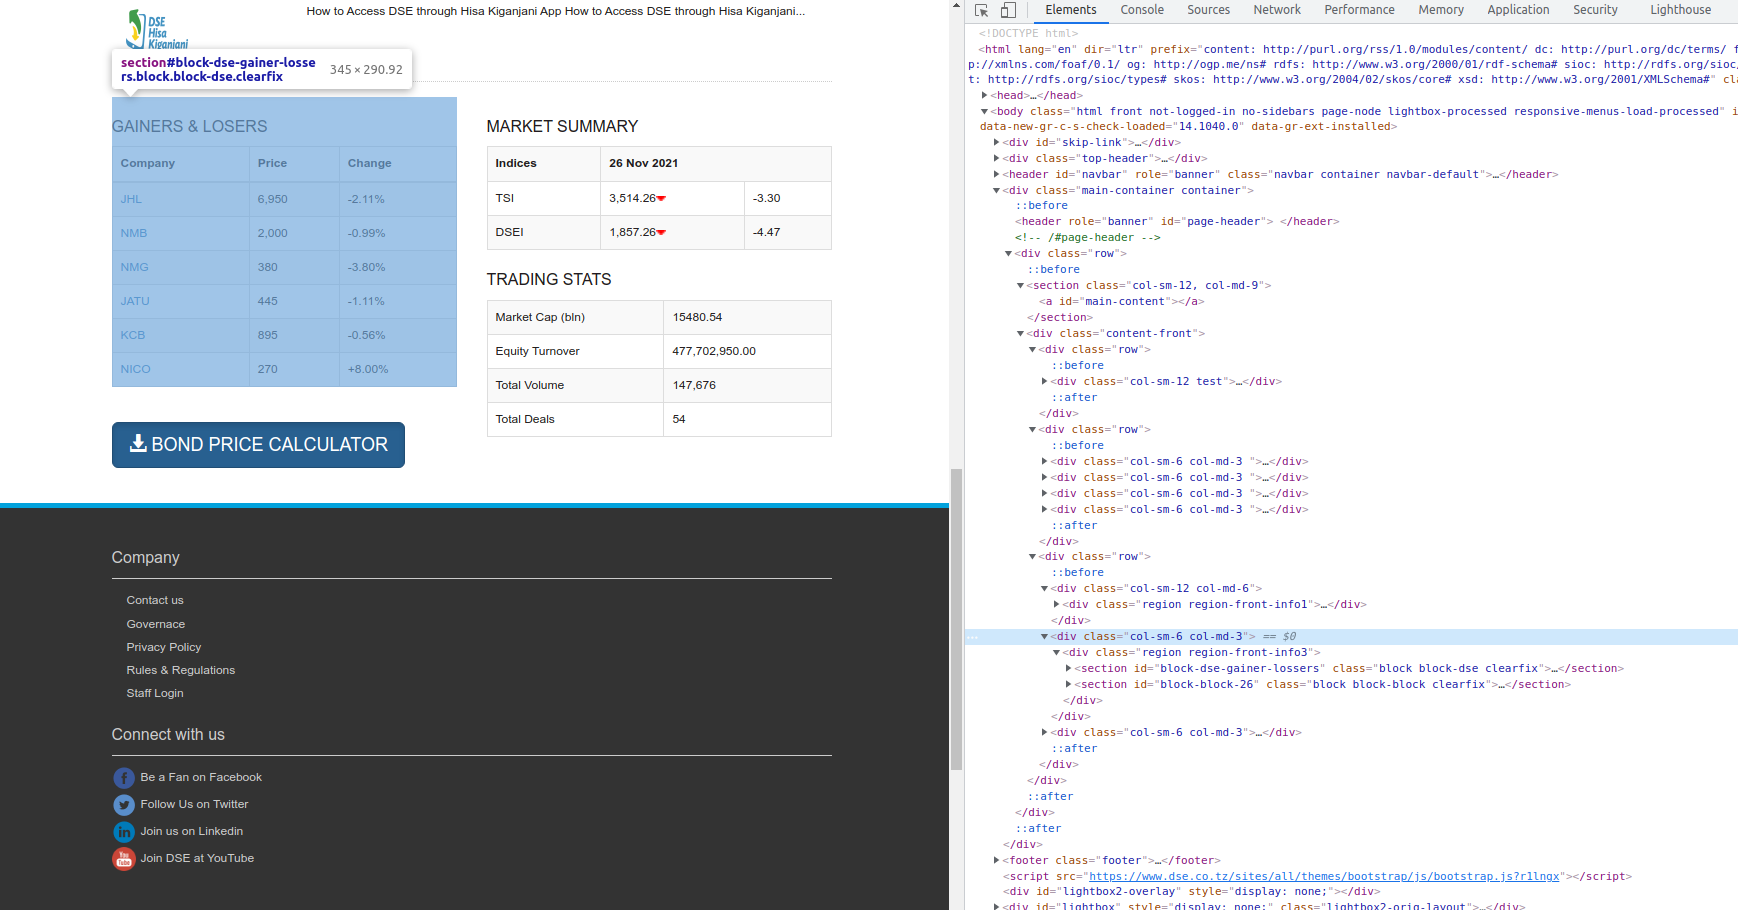 How to Access DSE through Hisa Kiganjani App How to Access DSE through Hisa Kiganjani...
DSE
Hisa
Kiganjani
section#block-dse-gainer-losse
rs.block.block-dse.clearfix
345 × 290.92
GAINERS & LOSERS
Company Price Change
JHL 6,950 -2.11%
NMB 2,000 -0.99%
NMG 380 -3.80%
JATU 445 -1.11%
KCB 895 -0.56%
NICO 270 +8.00%
BOND PRICE CALCULATOR
MARKET SUMMARY
Indices 26 Nov 2021
TSI 3,514.26 -3.30
DSEI 1,857.26 -4.47
TRADING STATS
Market Cap (bln) 15480.54
Equity Turnover 477,702,950.00
Total Volume 147,676
Total Deals 54
Company
Contact us
Governace
Privacy Policy
Rules & Regulations
Staff Login
Connect with us
Be a Fan on Facebook
Follow Us on Twitter
in Join us on Linkedin
You Tube Join DSE at YouTube
Elements Console Sources Network Performance Memory Application Security Lighthouse
<!DOCTYPE html>
<html lang="en" dir="ltr" prefix="content: http://purl.org/rss/1.0/modules/content/ dc: http://purl.org/dc/terms/ f
p://xmlns.com/foaf/0.1/ og: http://ogp.me/ns# rdfs: http://www.w3.org/2000/01/rdf-schema# sioc: http://rdfs.org/sioc/
t: http://rdfs.org/sioc/types# skos: http://www.w3.org/2004/02/skos/core# xsd: http://www.w3.org/2001/XMLSchema#" cla
<head>…</head>
<body class="html front not-logged-in no-sidebars page-node lightbox-processed responsive-menus-load-processed" i
data-new-gr-c-s-check-loaded="14.1040.0" data-gr-ext-installed>
<div id="skip-link">…</div>
<div class="top-header">…</div>
<header id="navbar" role="banner" class="navbar container navbar-default">…</header>
<div class="main-container container">
::before
<header role="banner" id="page-header"> </header>
<!-- /#page-header -->
<div class="row">
::before
<section class="col-sm-12, col-md-9">
<a id="main-content"></a>
</section>
<div class="content-front">
<div class="row">
::before
<div class="col-sm-12 test">…</div>
::after
</div>
<div class="row">
::before
<div class="col-sm-6 col-md-3 ">…</div>
<div class="col-sm-6 col-md-3 ">…</div>
<div class="col-sm-6 col-md-3 ">…</div>
<div class="col-sm-6 col-md-3 ">…</div>
::after
</div>
<div class="row">
::before
<div class="col-sm-12 col-md-6">
<div class="region region-front-info1">…</div>
</div>
… <div class="col-sm-6 col-md-3"> == $0
<div class="region region-front-info3">
<section id="block-dse-gainer-lossers" class="block block-dse clearfix">…</section>
<section id="block-block-26" class="block block-block clearfix">…</section>
</div>
</div>
<div class="col-sm-6 col-md-3">…</div>
::after
</div>
</div>
::after
</div>
::after
</div>
<footer class="footer">…</footer>
<script src="https://www.dse.co.tz/sites/all/themes/bootstrap/js/bootstrap.js?r1lngx"></script>
<div id="lightbox2-overlay" style="display: none;"></div>
<div id="lightbox" style="display: none;" class="lightbox2-orig-layout">…</div>